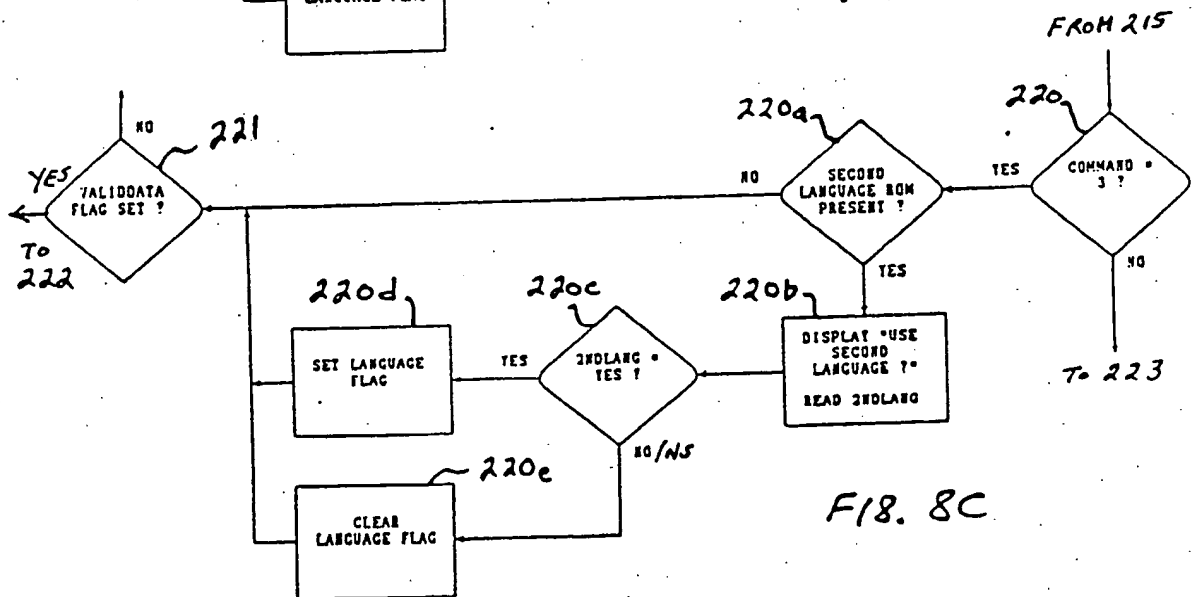 LANGUAGE FLAG
FROM 215
220
COMMAND =
3 ?
YES
NO
To 223
220a
SECOND
LANGUAGE ROM
PRESENT ?
NO
YES
220b
DISPLAY "USE
SECOND
LANGUAGE ?"
READ 2NDLANG
220c
2NDLANG =
YES ?
YES
NO/NS
220d
SET LANGUAGE
FLAG
220e
CLEAR
LANGUAGE FLAG
221
VALIDDATA
FLAG SET ?
NO
YES
To
222
FIG. 8C